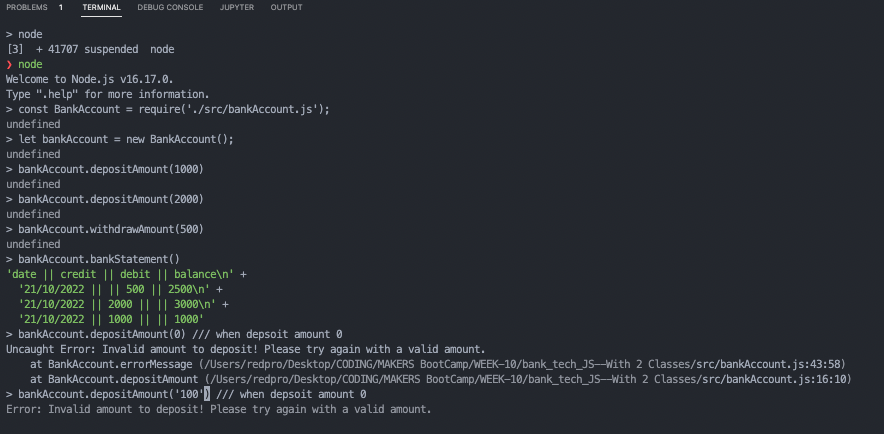 PROBLEMS 1 TERMINAL DEBUG CONSOLE JUPYTER OUTPUT
> node
[3]  + 41707 suspended  node
❯ node
Welcome to Node.js v16.17.0.
Type ".help" for more information.
> const BankAccount = require('./src/bankAccount.js');
undefined
> let bankAccount = new BankAccount();
undefined
> bankAccount.depositAmount(1000)
undefined
> bankAccount.depositAmount(2000)
undefined
> bankAccount.withdrawAmount(500)
undefined
> bankAccount.bankStatement()
'date || credit || debit || balance\n' +
  '21/10/2022 || || 500 || 2500\n' +
  '21/10/2022 || 2000 || || 3000\n' +
  '21/10/2022 || 1000 || || 1000'
> bankAccount.depositAmount(0) /// when depsoit amount 0
Uncaught Error: Invalid amount to deposit! Please try again with a valid amount.
    at BankAccount.errorMessage (/Users/redpro/Desktop/CODING/MAKERS BootCamp/WEEK-10/bank_tech_JS--With 2 Classes/src/bankAccount.js:43:58)
    at BankAccount.depositAmount (/Users/redpro/Desktop/CODING/MAKERS BootCamp/WEEK-10/bank_tech_JS--With 2 Classes/src/bankAccount.js:16:10)
> bankAccount.depositAmount('100') /// when depsoit amount 0
Error: Invalid amount to deposit! Please try again with a valid amount.